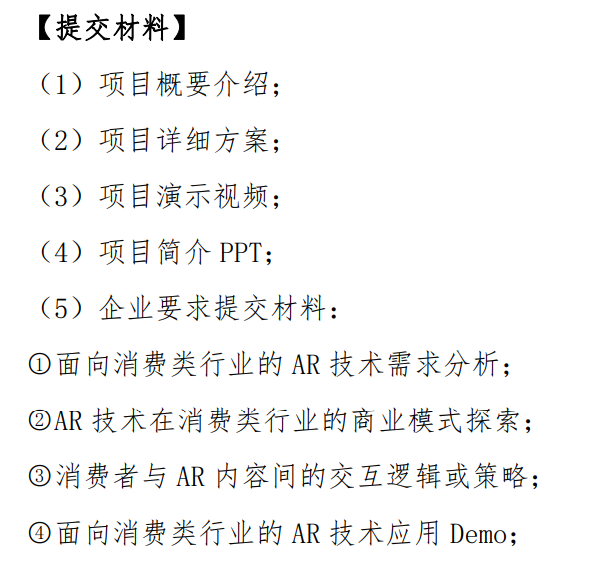 【提交材料】
（1）项目概要介绍；
（2）项目详细方案；
（3）项目演示视频；
（4）项目简介 PPT；
（5）企业要求提交材料：
①面向消费类行业的 AR 技术需求分析；
②AR 技术在消费类行业的商业模式探索；
③消费者与 AR 内容间的交互逻辑或策略；
④面向消费类行业的 AR 技术应用 Demo；